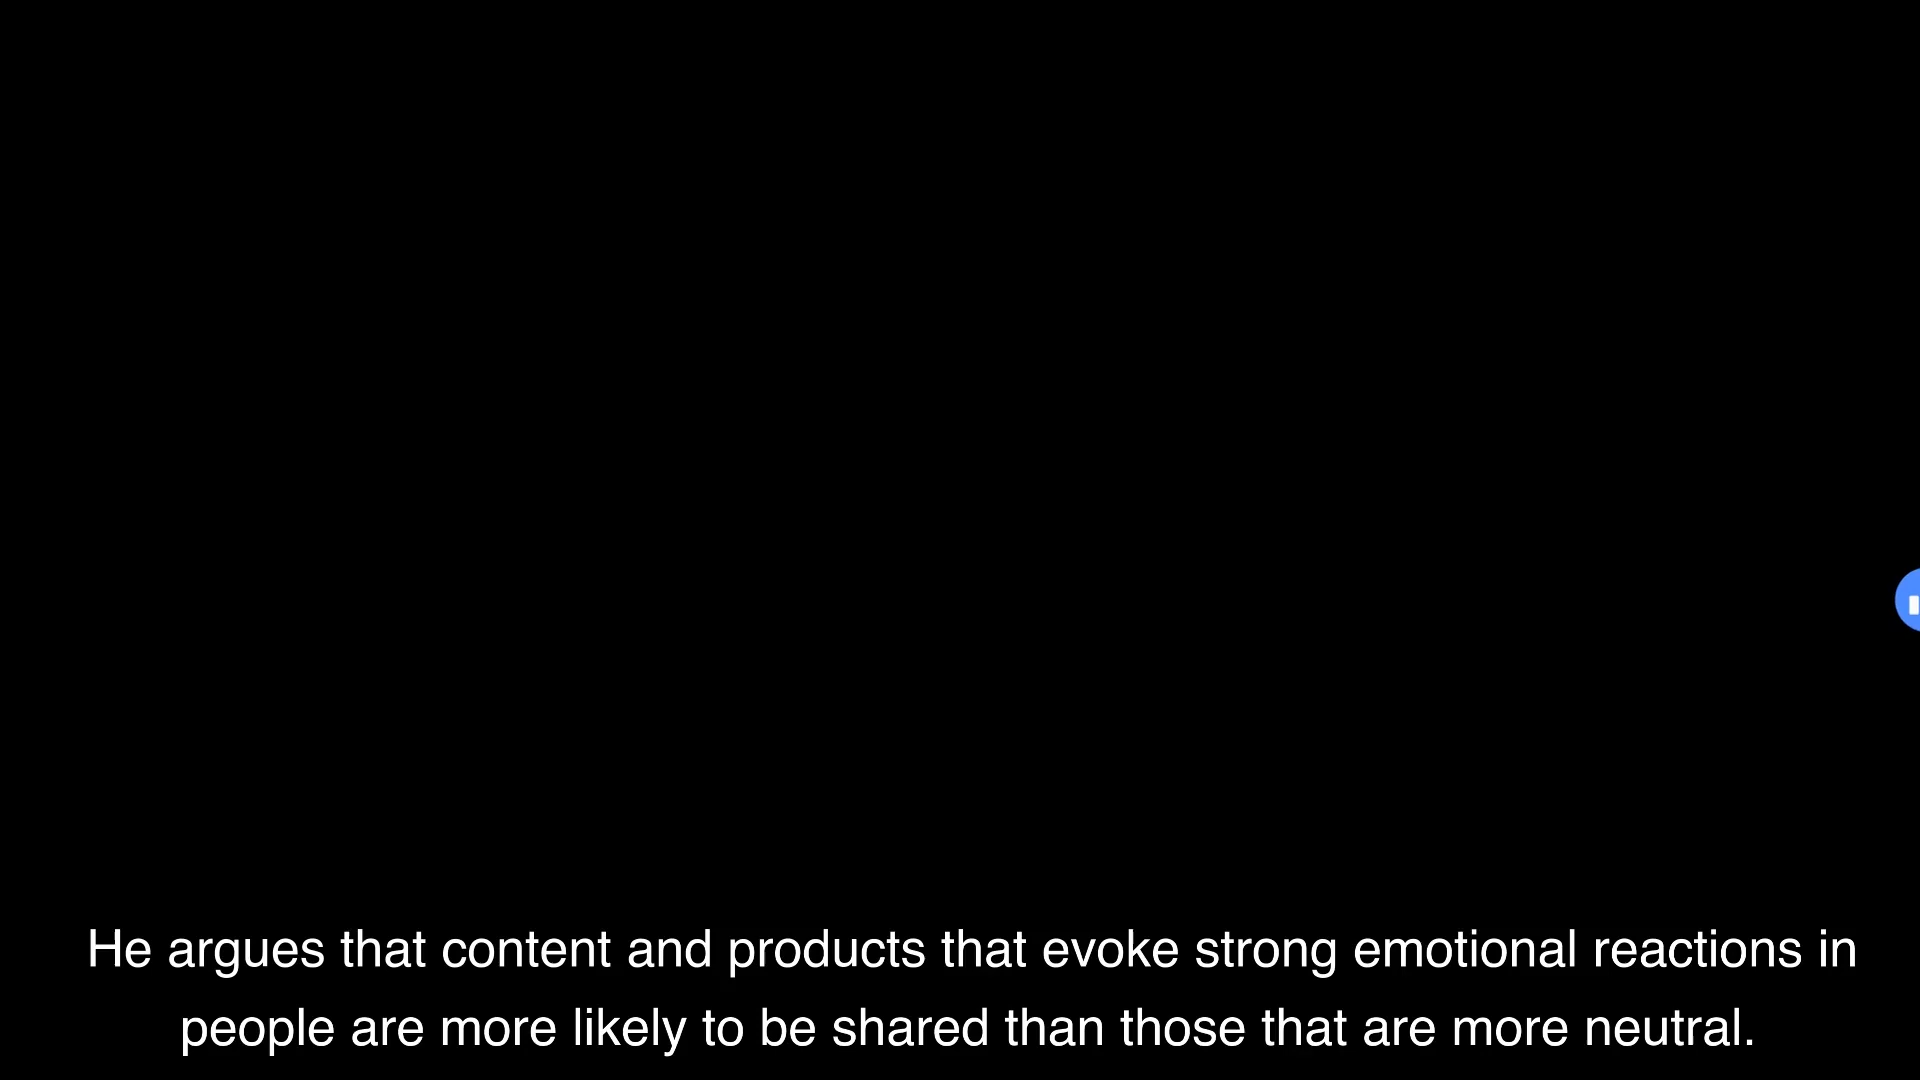 He argues that content and products that evoke strong emotional reactions in
people are more likely to be shared than those that are more neutral.